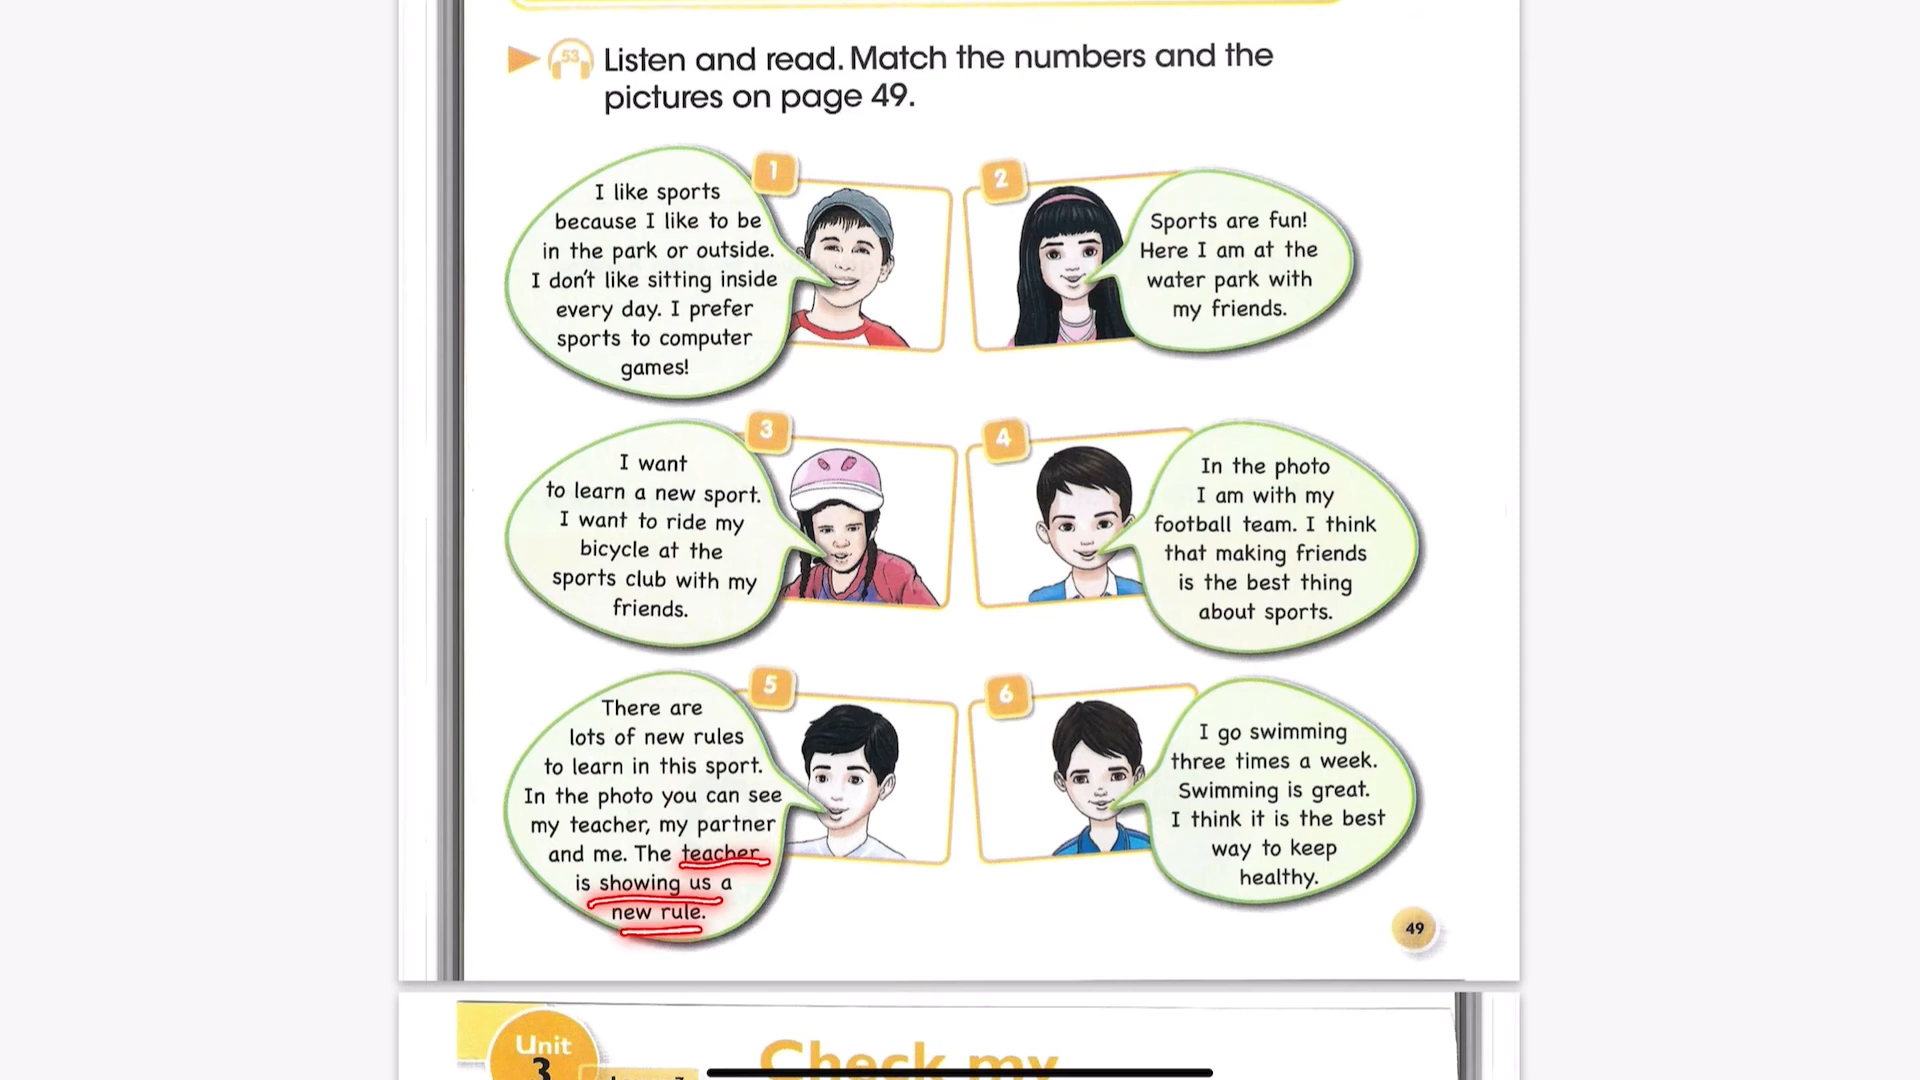 53
Listen and read. Match the numbers and the
pictures on page 49.
1
I like sports
because I like to be
in the park or outside.
I don't like sitting inside
every day. I prefer
sports to computer
games!
2
Sports are fun!
Here I am at the
water park with
my friends.
3
I want
to learn a new sport.
I want to ride my
bicycle at the
sports club with my
friends.
4
In the photo
I am with my
football team. I think
that making friends
is the best thing
about sports.
5
There are
lots of new rules
to learn in this sport.
In the photo you can see
my teacher, my partner
and me. The teacher
is showing us a
new rule.
6
I go swimming
three times a week.
Swimming is great.
I think it is the best
way to keep
healthy.
49
Unit
3
Check my